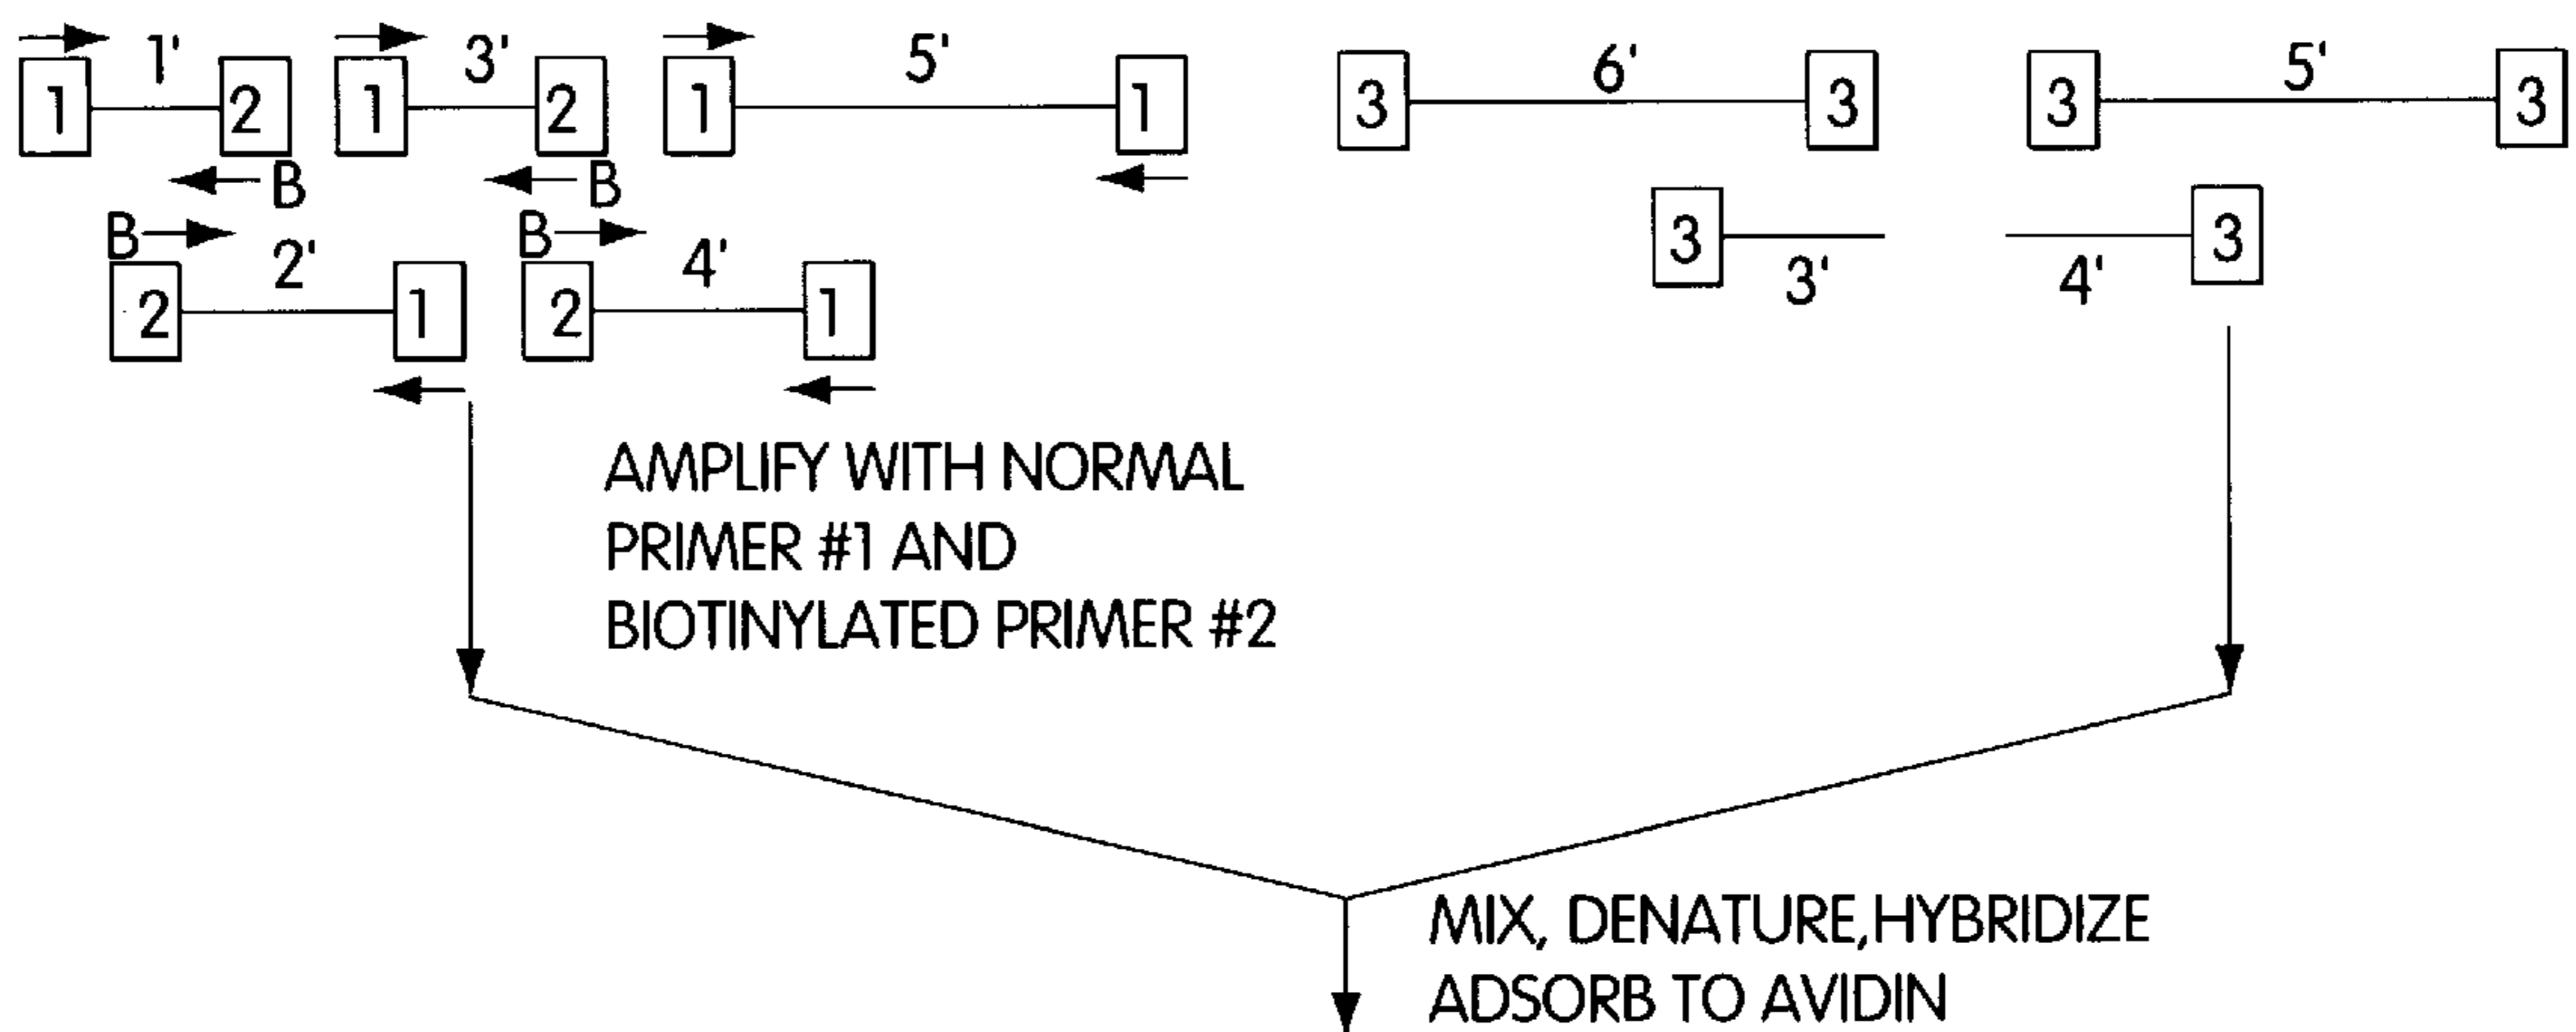 1' 3' 5' 6' 5'
1 2 1 2 1 1 3 3 3 3
B B
B B 3 3
2' 4' 3' 4'
2 1 2 1
AMPLIFY WITH NORMAL
PRIMER #1 AND
BIOTINYLATED PRIMER #2
MIX, DENATURE,HYBRIDIZE
ADSORB TO AVIDIN